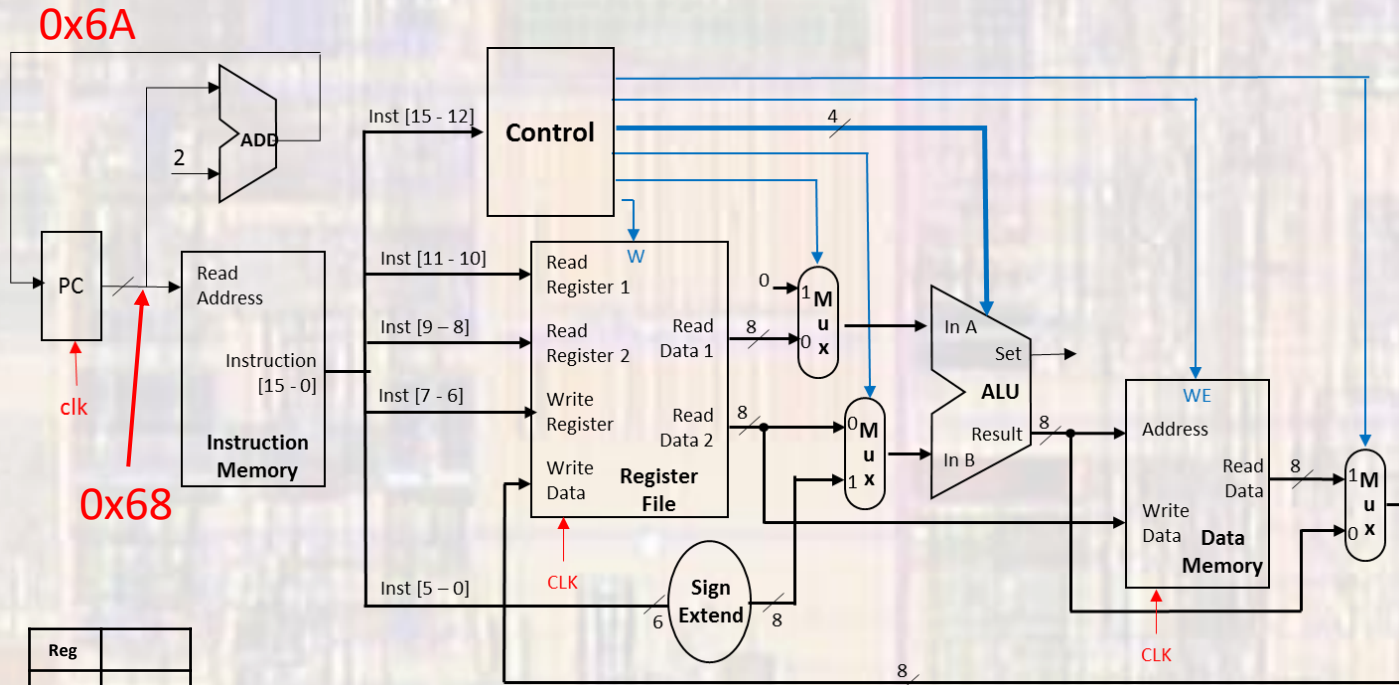 0x6A
ADD
2
PC
clk
0x68
Read
Address
Instruction
[15 - 0]
Instruction
Memory
Inst [15 - 12]
Control
4
Inst [11 - 10]
Inst [9 – 8]
Inst [7 - 6]
Inst [5 – 0]
W
Read
Register 1
Read
Register 2
Write
Register
Write
Data
Read
Data 1
Read
Data 2
Register
File
CLK
8
8
0
1
0
M
u
x
0
1
M
u
x
6
Sign
Extend
8
In A
Set
ALU
Result
In B
8
WE
Address
Read
Data
Write
Data
Data
Memory
CLK
8
1
0
M
u
x
8
Reg